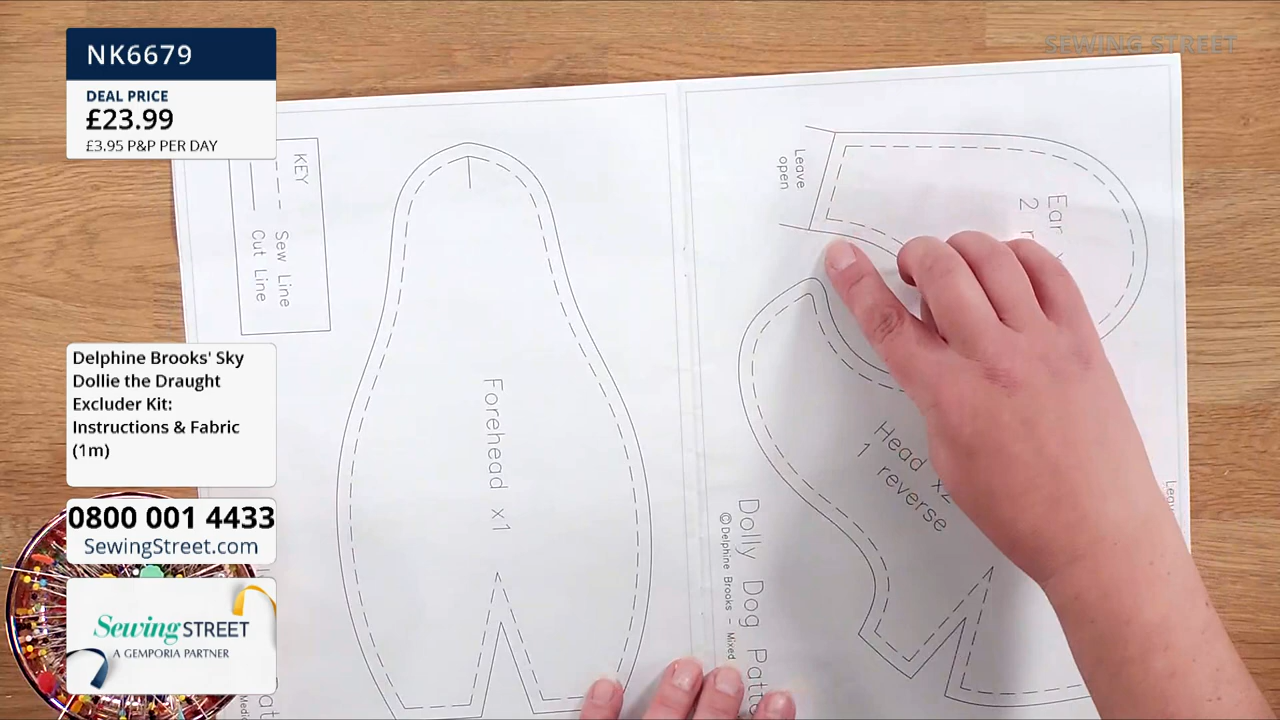 NK6679
DEAL PRICE
£23.99
£3.95 P&P PER DAY
Delphine Brooks' Sky
Dollie the Draught
Excluder Kit:
Instructions & Fabric
(1m)
0800 001 4433
SewingStreet.com
Sewing STREET
A GEMPORIA PARTNER
SEWING STREET
KEY
Sew Line
Cut Line
Forehead x1
Leave
open
Ear
2
Head x2
1 reverse
Dolly Dog
©Delphine Brooks - Mixed